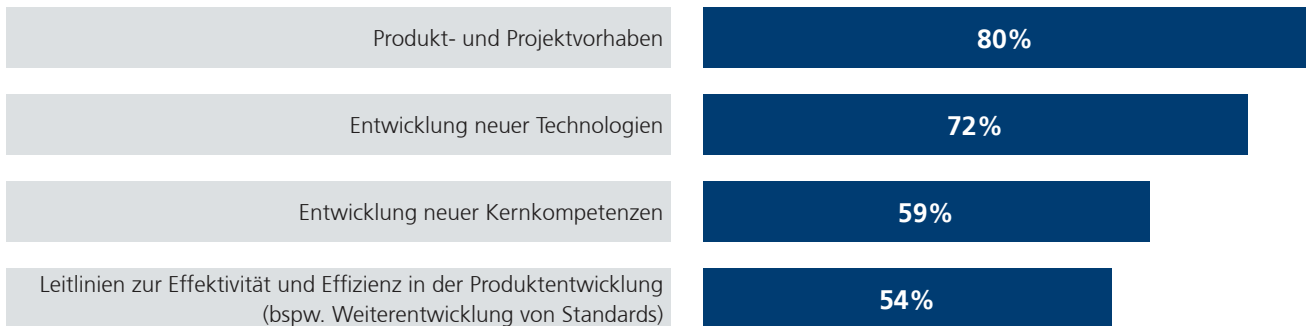 Produkt- und Projektvorhaben
80%
Entwicklung neuer Technologien
72%
Entwicklung neuer Kernkompetenzen
59%
Leitlinien zur Effektivität und Effizienz in der Produktentwicklung
(bspw. Weiterentwicklung von Standards)
54%